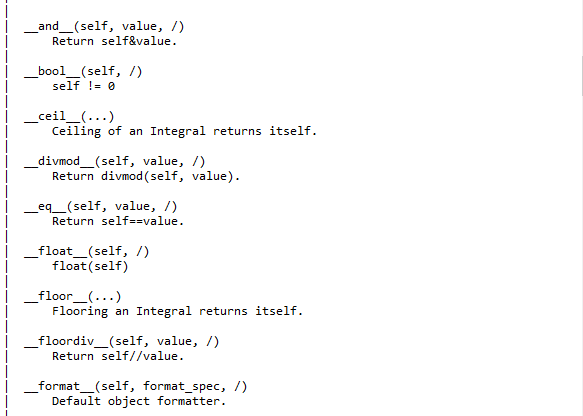 |
| __and__(self, value, /)
|     Return self&value.
|
| __bool__(self, /)
|     self != 0
|
| __ceil__(...)
|     Ceiling of an Integral returns itself.
|
| __divmod__(self, value, /)
|     Return divmod(self, value).
|
| __eq__(self, value, /)
|     Return self==value.
|
| __float__(self, /)
|     float(self)
|
| __floor__(...)
|     Flooring an Integral returns itself.
|
| __floordiv__(self, value, /)
|     Return self//value.
|
| __format__(self, format_spec, /)
|     Default object formatter.